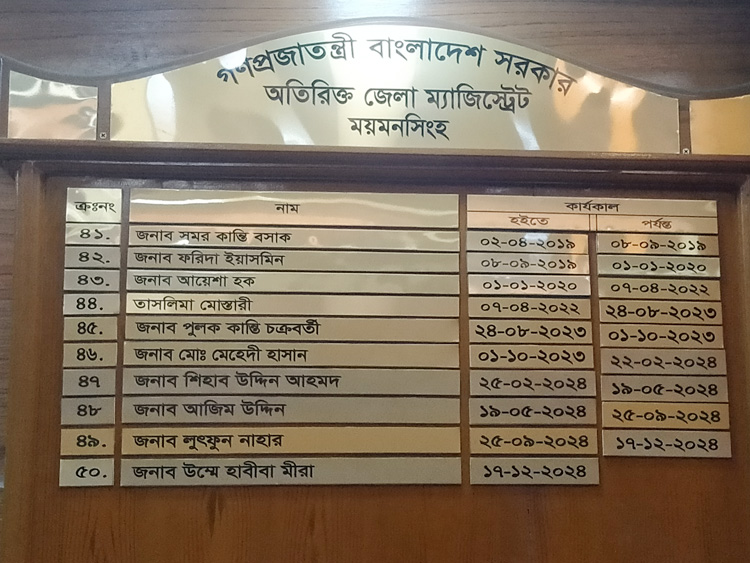 গণপ্রজাতন্ত্রী বাংলাদেশ সরকার
অতিরিক্ত জেলা ম্যাজিস্ট্রেট
ময়মনসিংহ
ক্রঃনং নাম কার্যকাল
হইতে পর্যন্ত
৪১. জনাব সমর কান্তি বসাক ০২-০৪-২০১৯ ০৮-০৯-২০১৯
৪২. জনাব ফরিদা ইয়াসমিন ০৮-০৯-২০১৯ ০১-০১-২০২০
৪৩. জনাব আয়েশা হক ০১-০১-২০২০ ০৭-০৪-২০২২
৪৪. তাসলিমা মোস্তারী ০৭-০৪-২০২২ ২৪-০৮-২০২৩
৪৫. জনাব পুলক কান্তি চক্রবর্তী ২৪-০৮-২০২৩ ০১-১০-২০২৩
৪৬. জনাব মোঃ মেহেদী হাসান ০১-১০-২০২৩ ২২-০২-২০২৪
৪৭ জনাব শিহাব উদ্দিন আহমদ ২৫-০২-২০২৪ ১৯-০৫-২০২৪
৪৮ জনাব আজিম উদ্দিন ১৯-০৫-২০২৪ ২৫-০৯-২০২৪
৪৯. জনাব লুৎফুন নাহার ২৫-০৯-২০২৪ ১৭-১২-২০২৪
৫০. জনাব উম্মে হাবীবা মীরা ১৭-১২-২০২৪